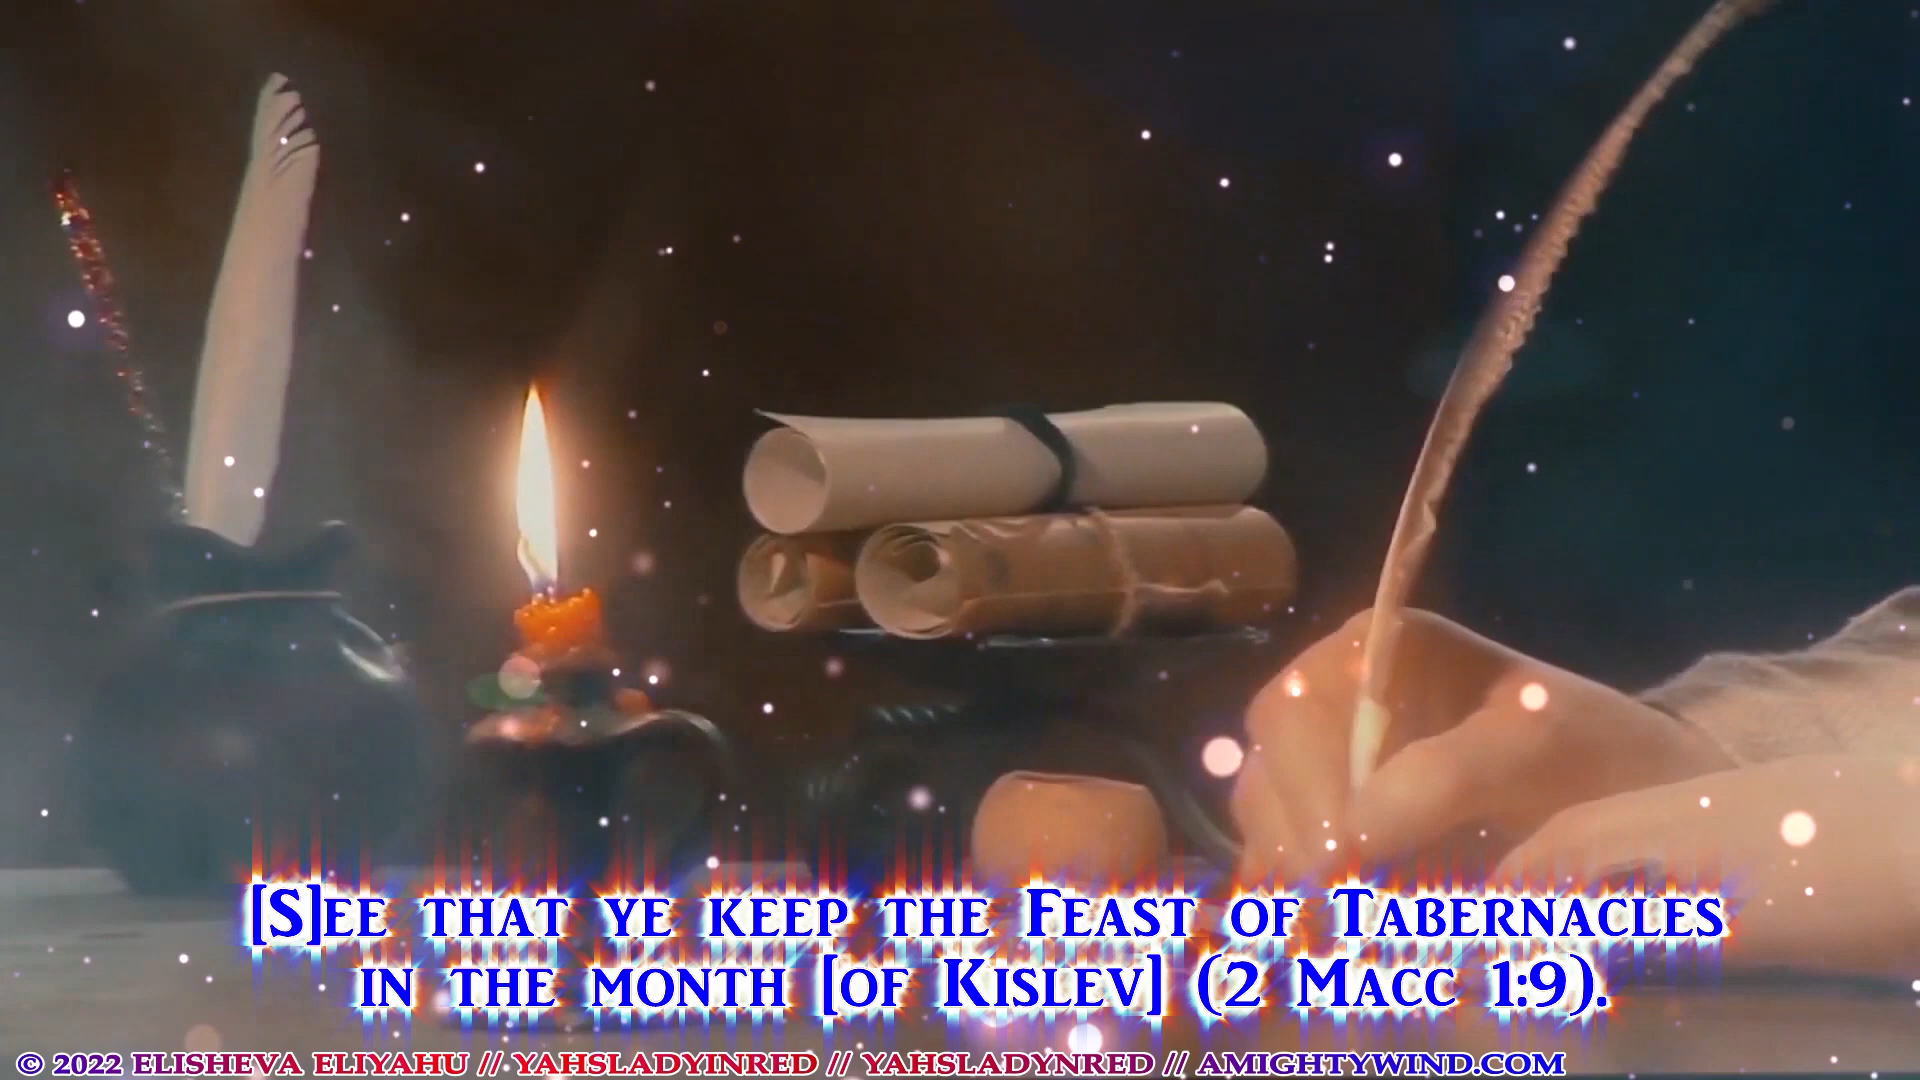 [S]ee that ye keep the Feast of Tabernacles
in the month [of Kislev] (2 Macc 1:9).
© 2022 ELISHEVA ELIYAHU // YAHSLADYINRED // YAHSLADYNRED // AMIGHTYWIND.COM